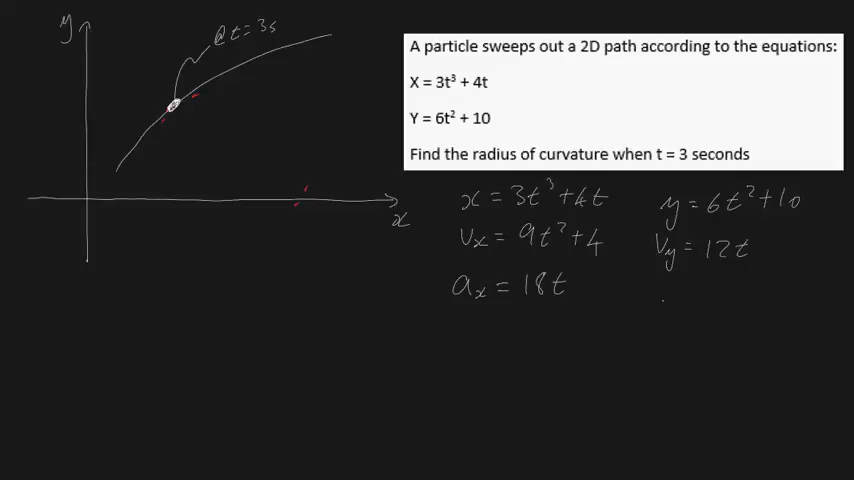 y
@t=3s
x
A particle sweeps out a 2D path according to the equations:
X = 3t³ + 4t
Y = 6t² + 10
Find the radius of curvature when t = 3 seconds
x = 3t³+4t
y = 6t²+10
Vx = 9t²+4
Vy = 12t
ax = 18t